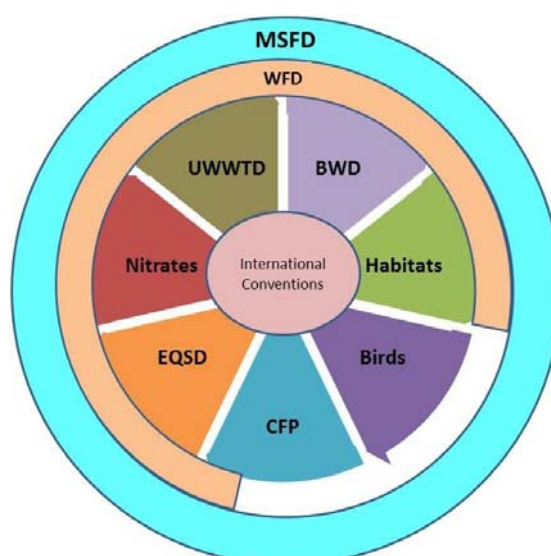 MSFD
WFD
UWWTD
BWD
Nitrates
International
Conventions
Habitats
EQSD
Birds
CFP